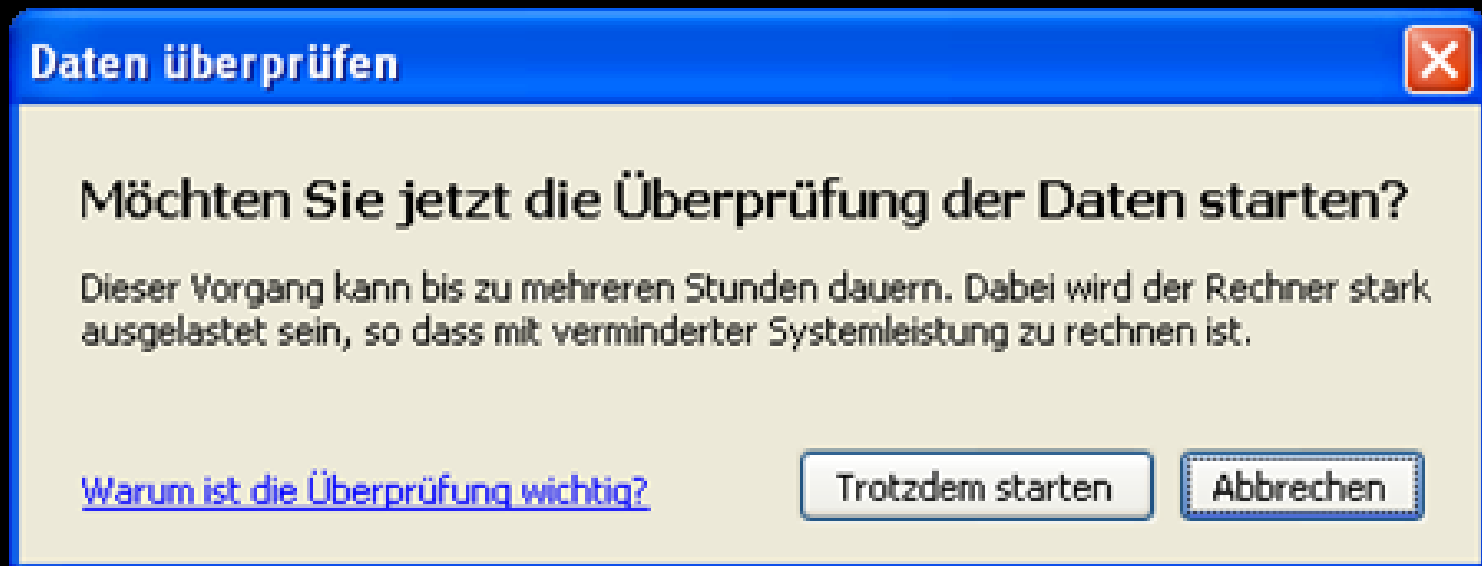 Daten überprüfen
Möchten Sie jetzt die Überprüfung der Daten starten?
Dieser Vorgang kann bis zu mehreren Stunden dauern. Dabei wird der Rechner stark
ausgelastet sein, so dass mit verminderter Systemleistung zu rechnen ist.
Warum ist die Überprüfung wichtig?
Trotzdem starten
Abbrechen